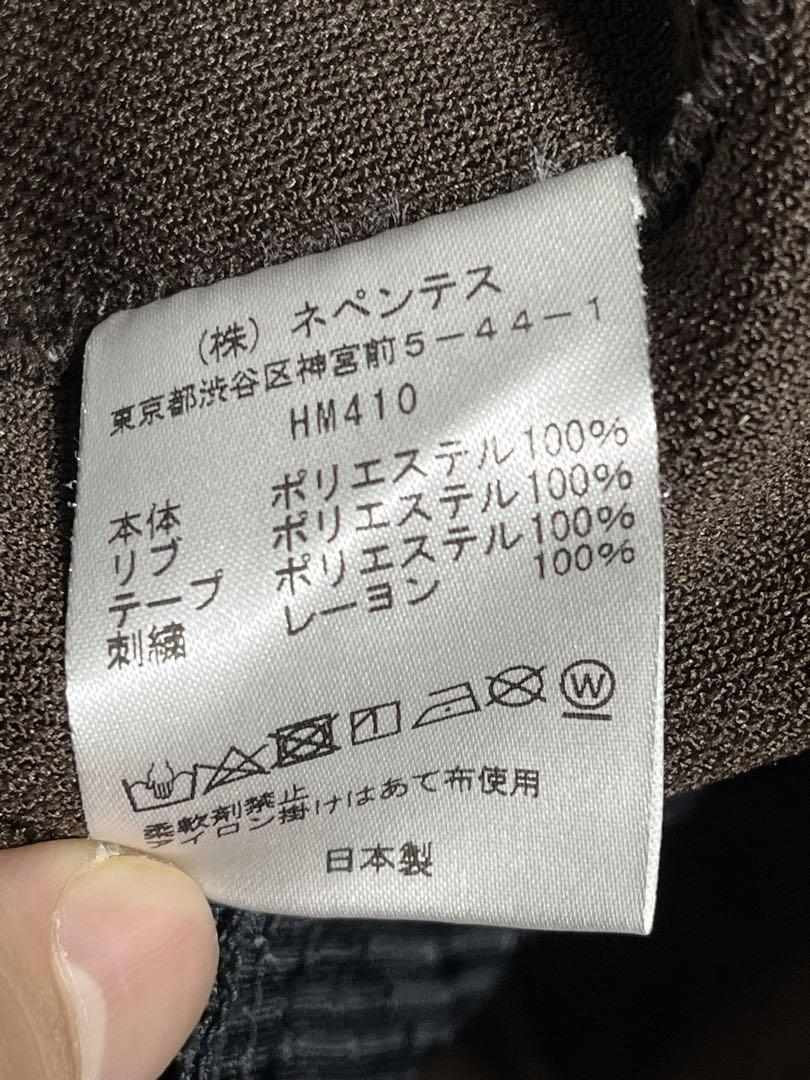 (株) ネペンテス
東京都渋谷区神宮前5-44-1
HM410
本体 ポリエステル100%
リブ ポリエステル100%
テープ ポリエステル100%
刺繍 レーヨン 100%
W
柔軟剤禁止
アイロン掛けはあて布使用
日本製